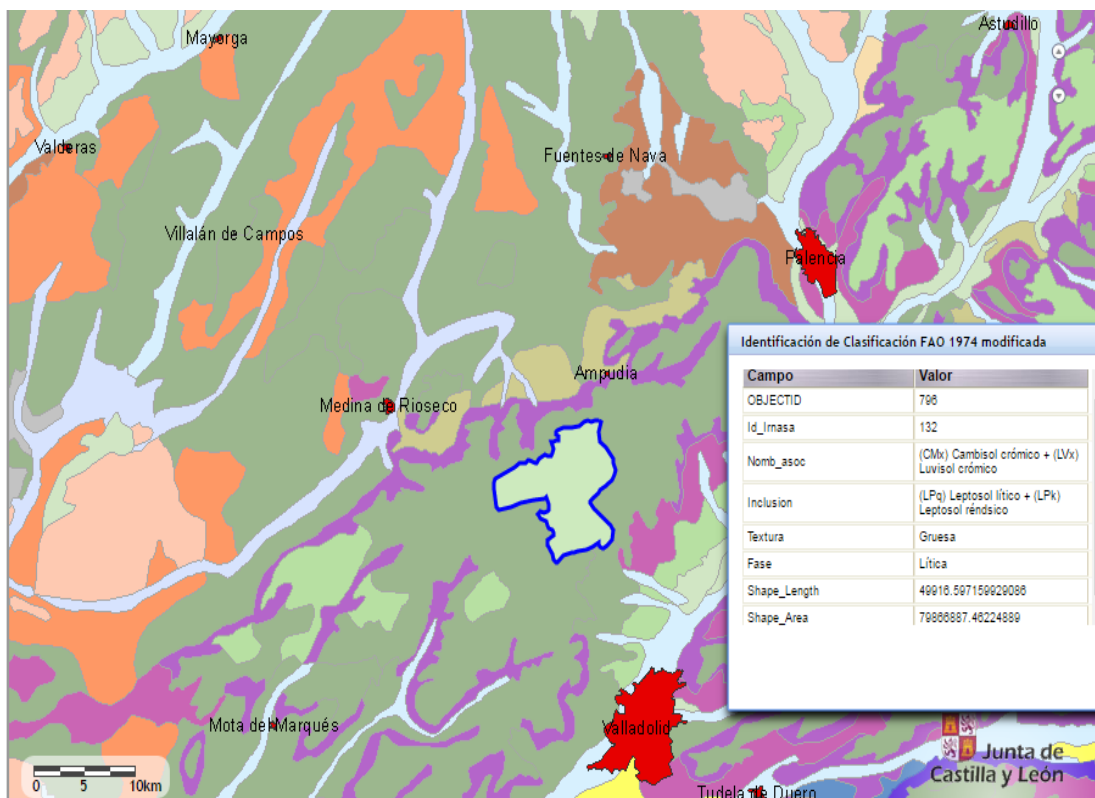 Mayorga
Astudillo
Valderas
Fuentes de Nava
Villalán de Campos
Palencia
Ampudia
Medina de Rioseco
Mota del Marqués
Valladolid
Tudela de Duero
0 5 10km
Identificación de Clasificación FAO 1974 modificada
Campo Valor
OBJECTID 796
Id_Irnasa 132
Nomb_asoc (CMx) Cambisol crómico + (LVx)
Luvisol crómico
Inclusion (LPq) Leptosol lítico + (LPk)
Leptosol réndsico
Textura Gruesa
Fase Lítica
Shape_Length 49916.597159929086
Shape_Area 79866887.46224889
Junta de
Castilla y León